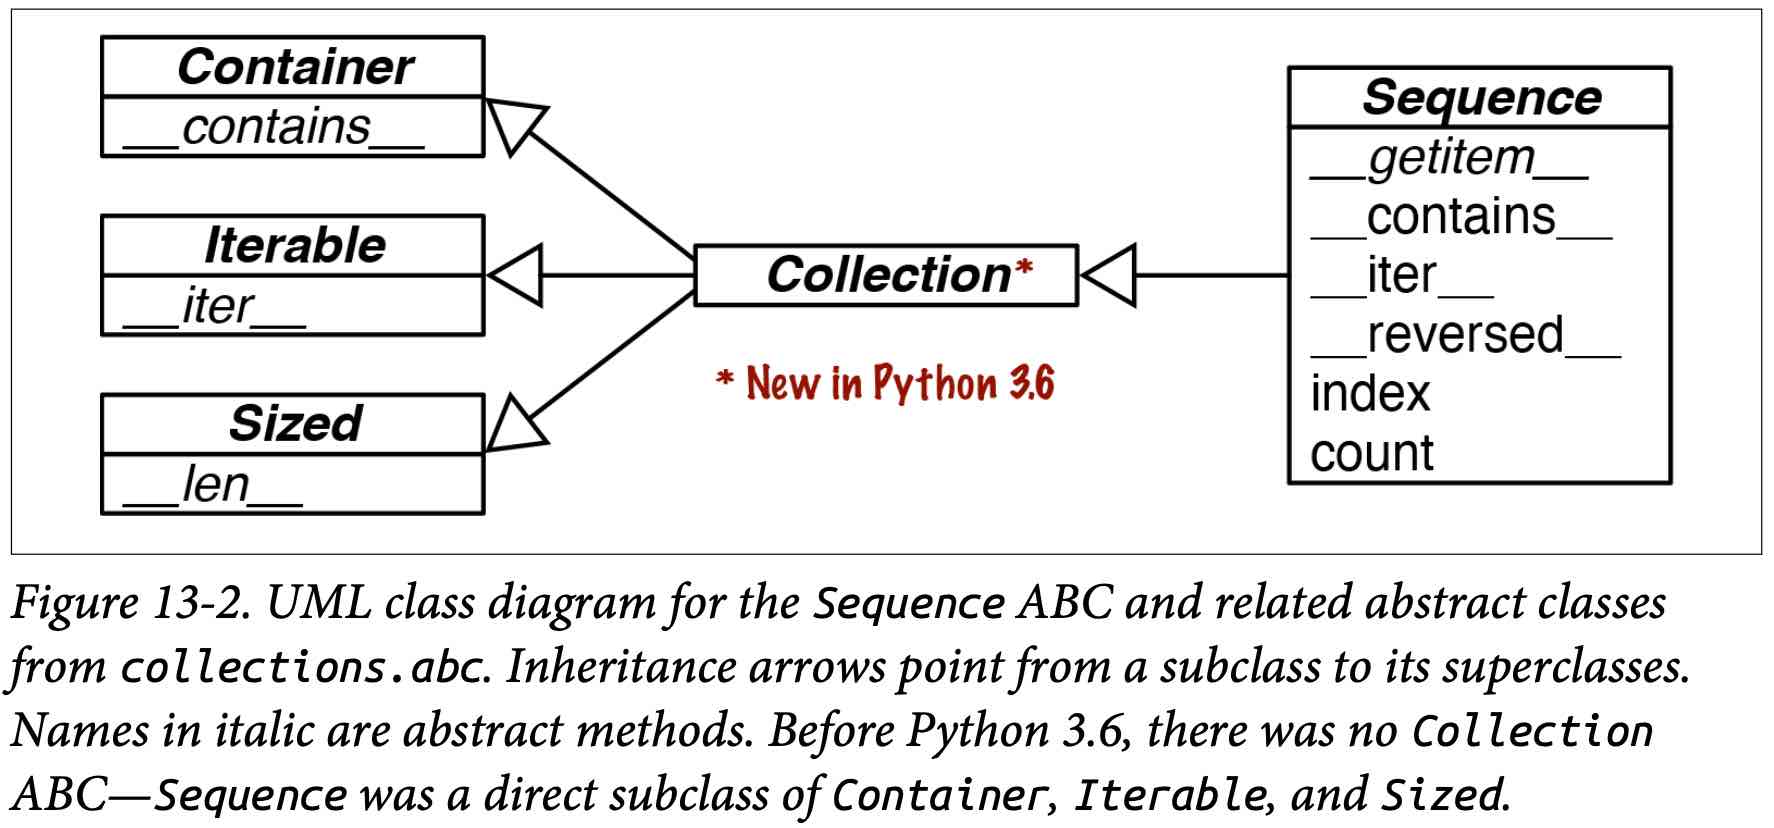 Container
__contains__
Iterable
__iter__
Sized
__len__
Collection*
* New in Python 3.6
Sequence
__getitem__
__contains__
__iter__
__reversed__
index
count
Figure 13-2. UML class diagram for the Sequence ABC and related abstract classes
from collections.abc. Inheritance arrows point from a subclass to its superclasses.
Names in italic are abstract methods. Before Python 3.6, there was no Collection
ABC—Sequence was a direct subclass of Container, Iterable, and Sized.